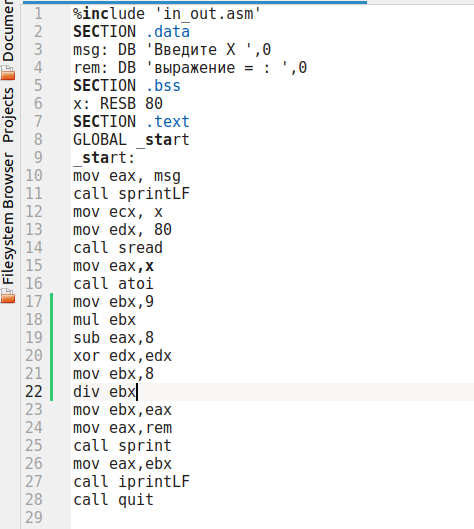 Documen
Projects
Filesystem Browser
1 %include 'in_out.asm'
2 SECTION .data
3 msg: DB 'Введите X ',0
4 rem: DB 'выражение = : ',0
5 SECTION .bss
6 x: RESB 80
7 SECTION .text
8 GLOBAL _start
9 _start:
10 mov eax, msg
11 call sprintLF
12 mov ecx, x
13 mov edx, 80
14 call sread
15 mov eax,x
16 call atoi
17 mov ebx,9
18 mul ebx
19 sub eax,8
20 xor edx,edx
21 mov ebx,8
22 div ebx
23 mov ebx,eax
24 mov eax,rem
25 call sprint
26 mov eax,ebx
27 call iprintLF
28 call quit
29